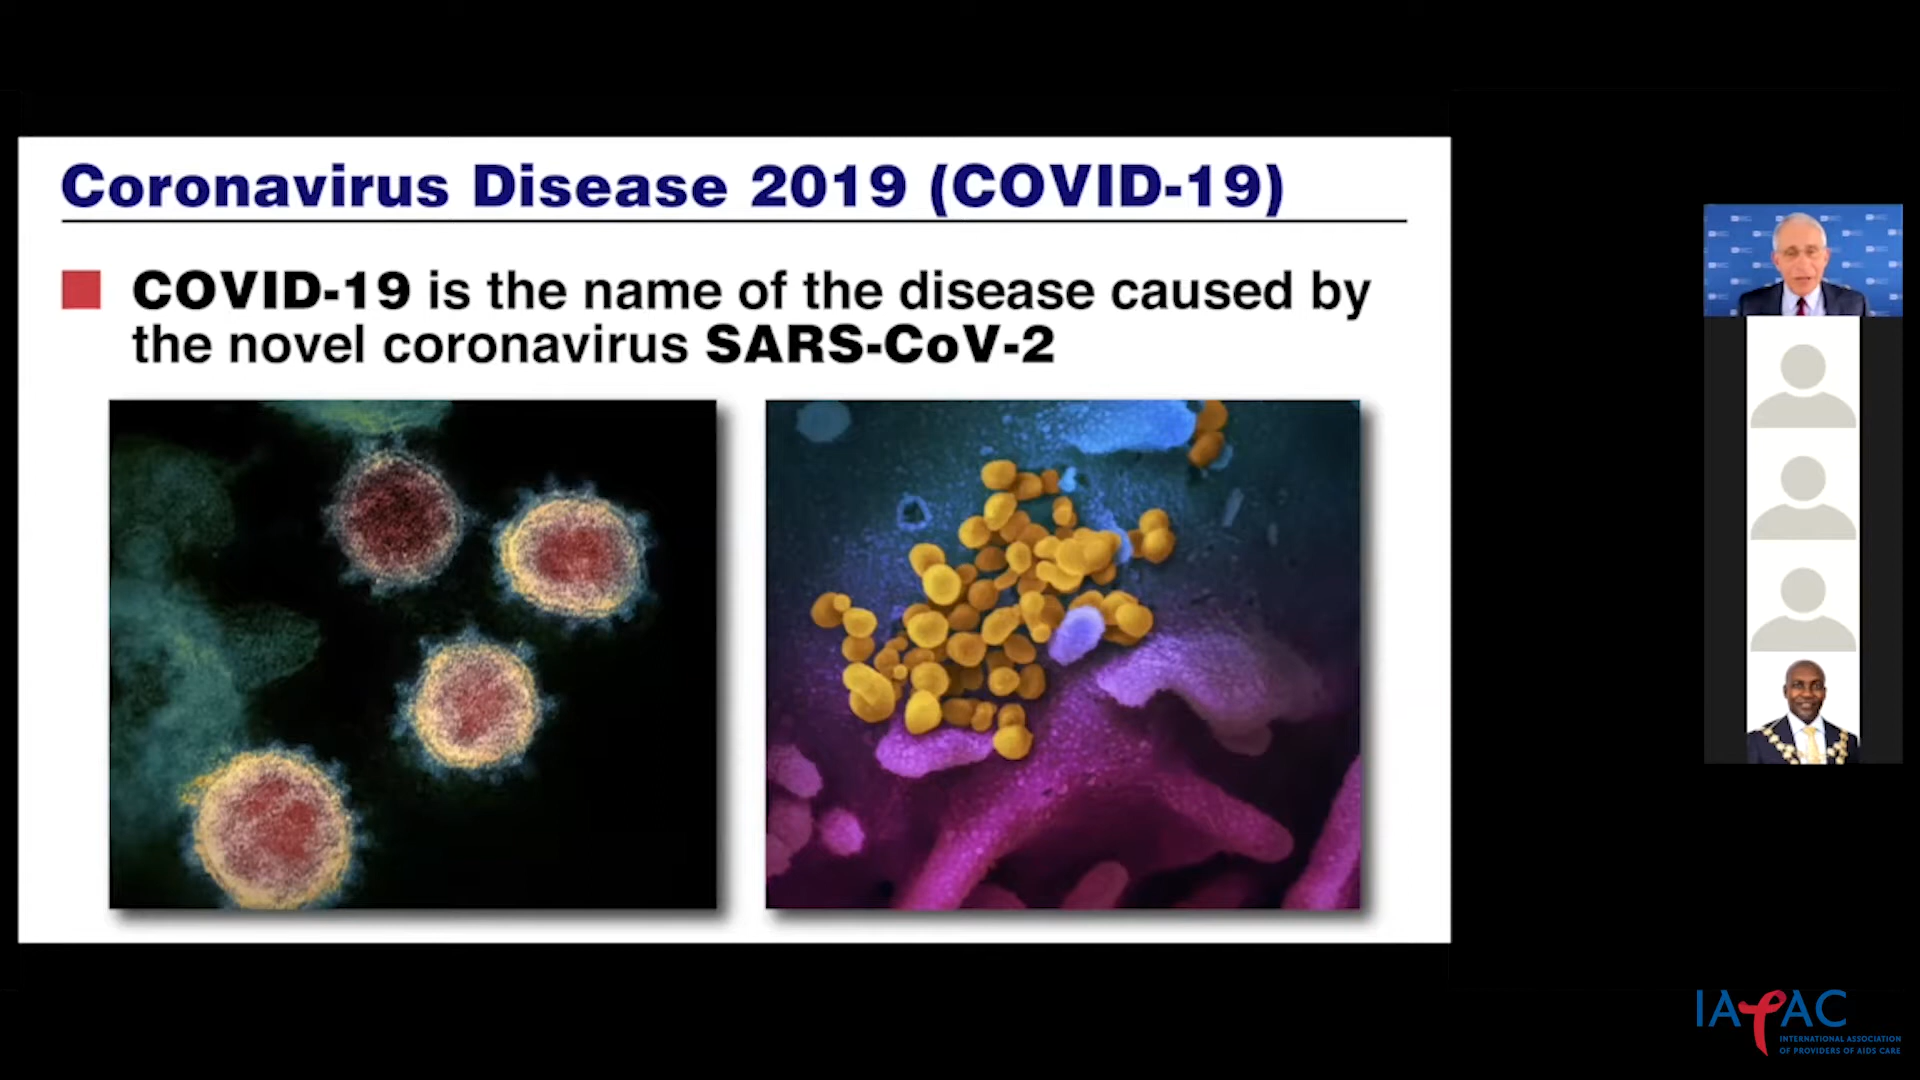 Coronavirus Disease 2019 (COVID-19)
COVID-19 is the name of the disease caused by
the novel coronavirus SARS-CoV-2
IAPAC
INTERNATIONAL ASSOCIATION
OF PROVIDERS OF AIDS CARE